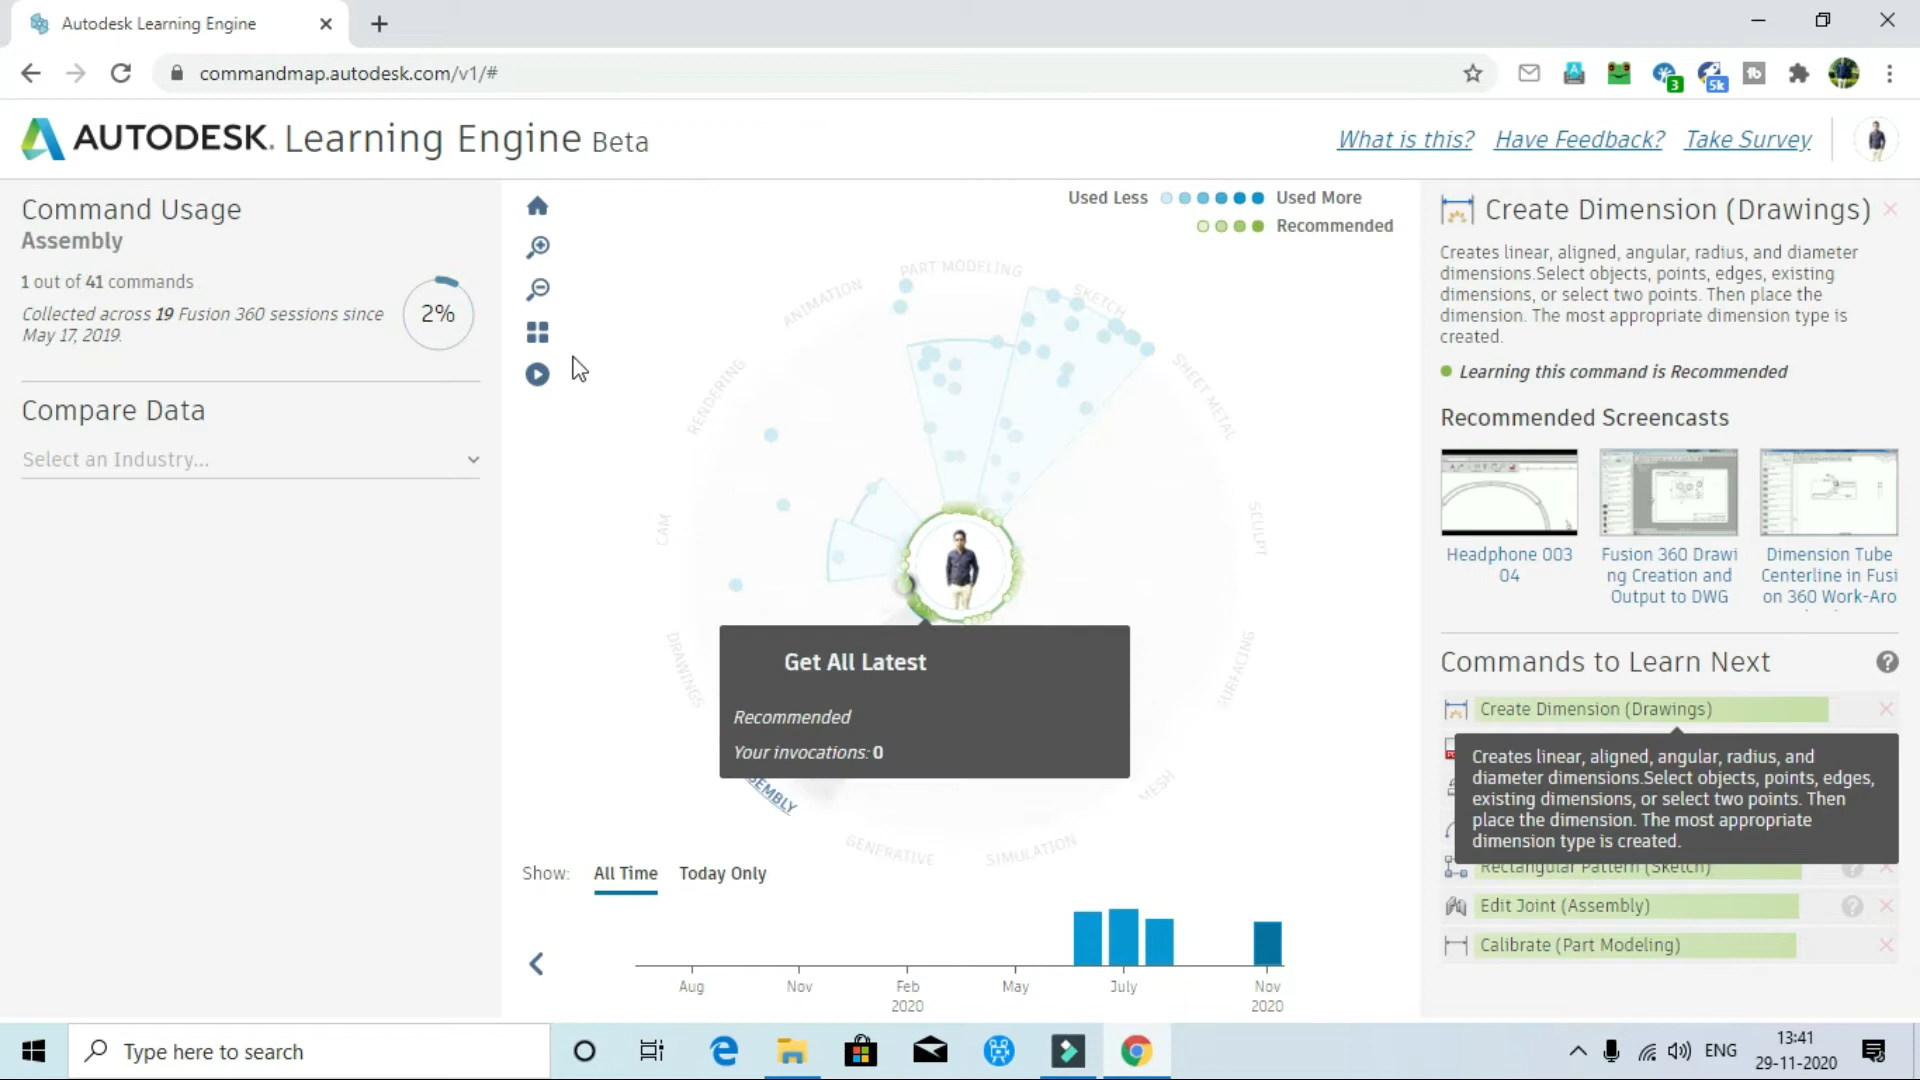 Autodesk Learning Engine
commandmap.autodesk.com/v1/#
3
5k
AUTODESK. Learning Engine Beta
What is this?
Have Feedback?
Take Survey
Command Usage
Assembly
1 out of 41 commands
Collected across 19 Fusion 360 sessions since
May 17, 2019.
2%
Compare Data
Select an Industry...
Used Less
Used More
Recommended
PART MODELING
SKETCH
SHEET METAL
SCULPT
SURFACING
MESH
SIMULATION
GENERATIVE
DRAWINGS
CAM
RENDERING
ANIMATION
Get All Latest
Recommended
Your invocations: 0
Show:
All Time
Today Only
Aug
Nov
Feb
2020
May
July
Nov
2020
Create Dimension (Drawings)
Creates linear, aligned, angular, radius, and diameter
dimensions.Select objects, points, edges, existing
dimensions, or select two points. Then place the
dimension. The most appropriate dimension type is
created.
Learning this command is Recommended
Recommended Screencasts
Headphone 003
04
Fusion 360 Drawi
ng Creation and
Output to DWG
Dimension Tube
Centerline in Fusi
on 360 Work-Aro
Commands to Learn Next
Create Dimension (Drawings)
Creates linear, aligned, angular, radius, and
diameter dimensions.Select objects, points, edges,
existing dimensions, or select two points. Then
place the dimension. The most appropriate
dimension type is created.
Rectangular Pattern (Sketch)
Edit Joint (Assembly)
Calibrate (Part Modeling)
Type here to search
ENG
13:41
29-11-2020